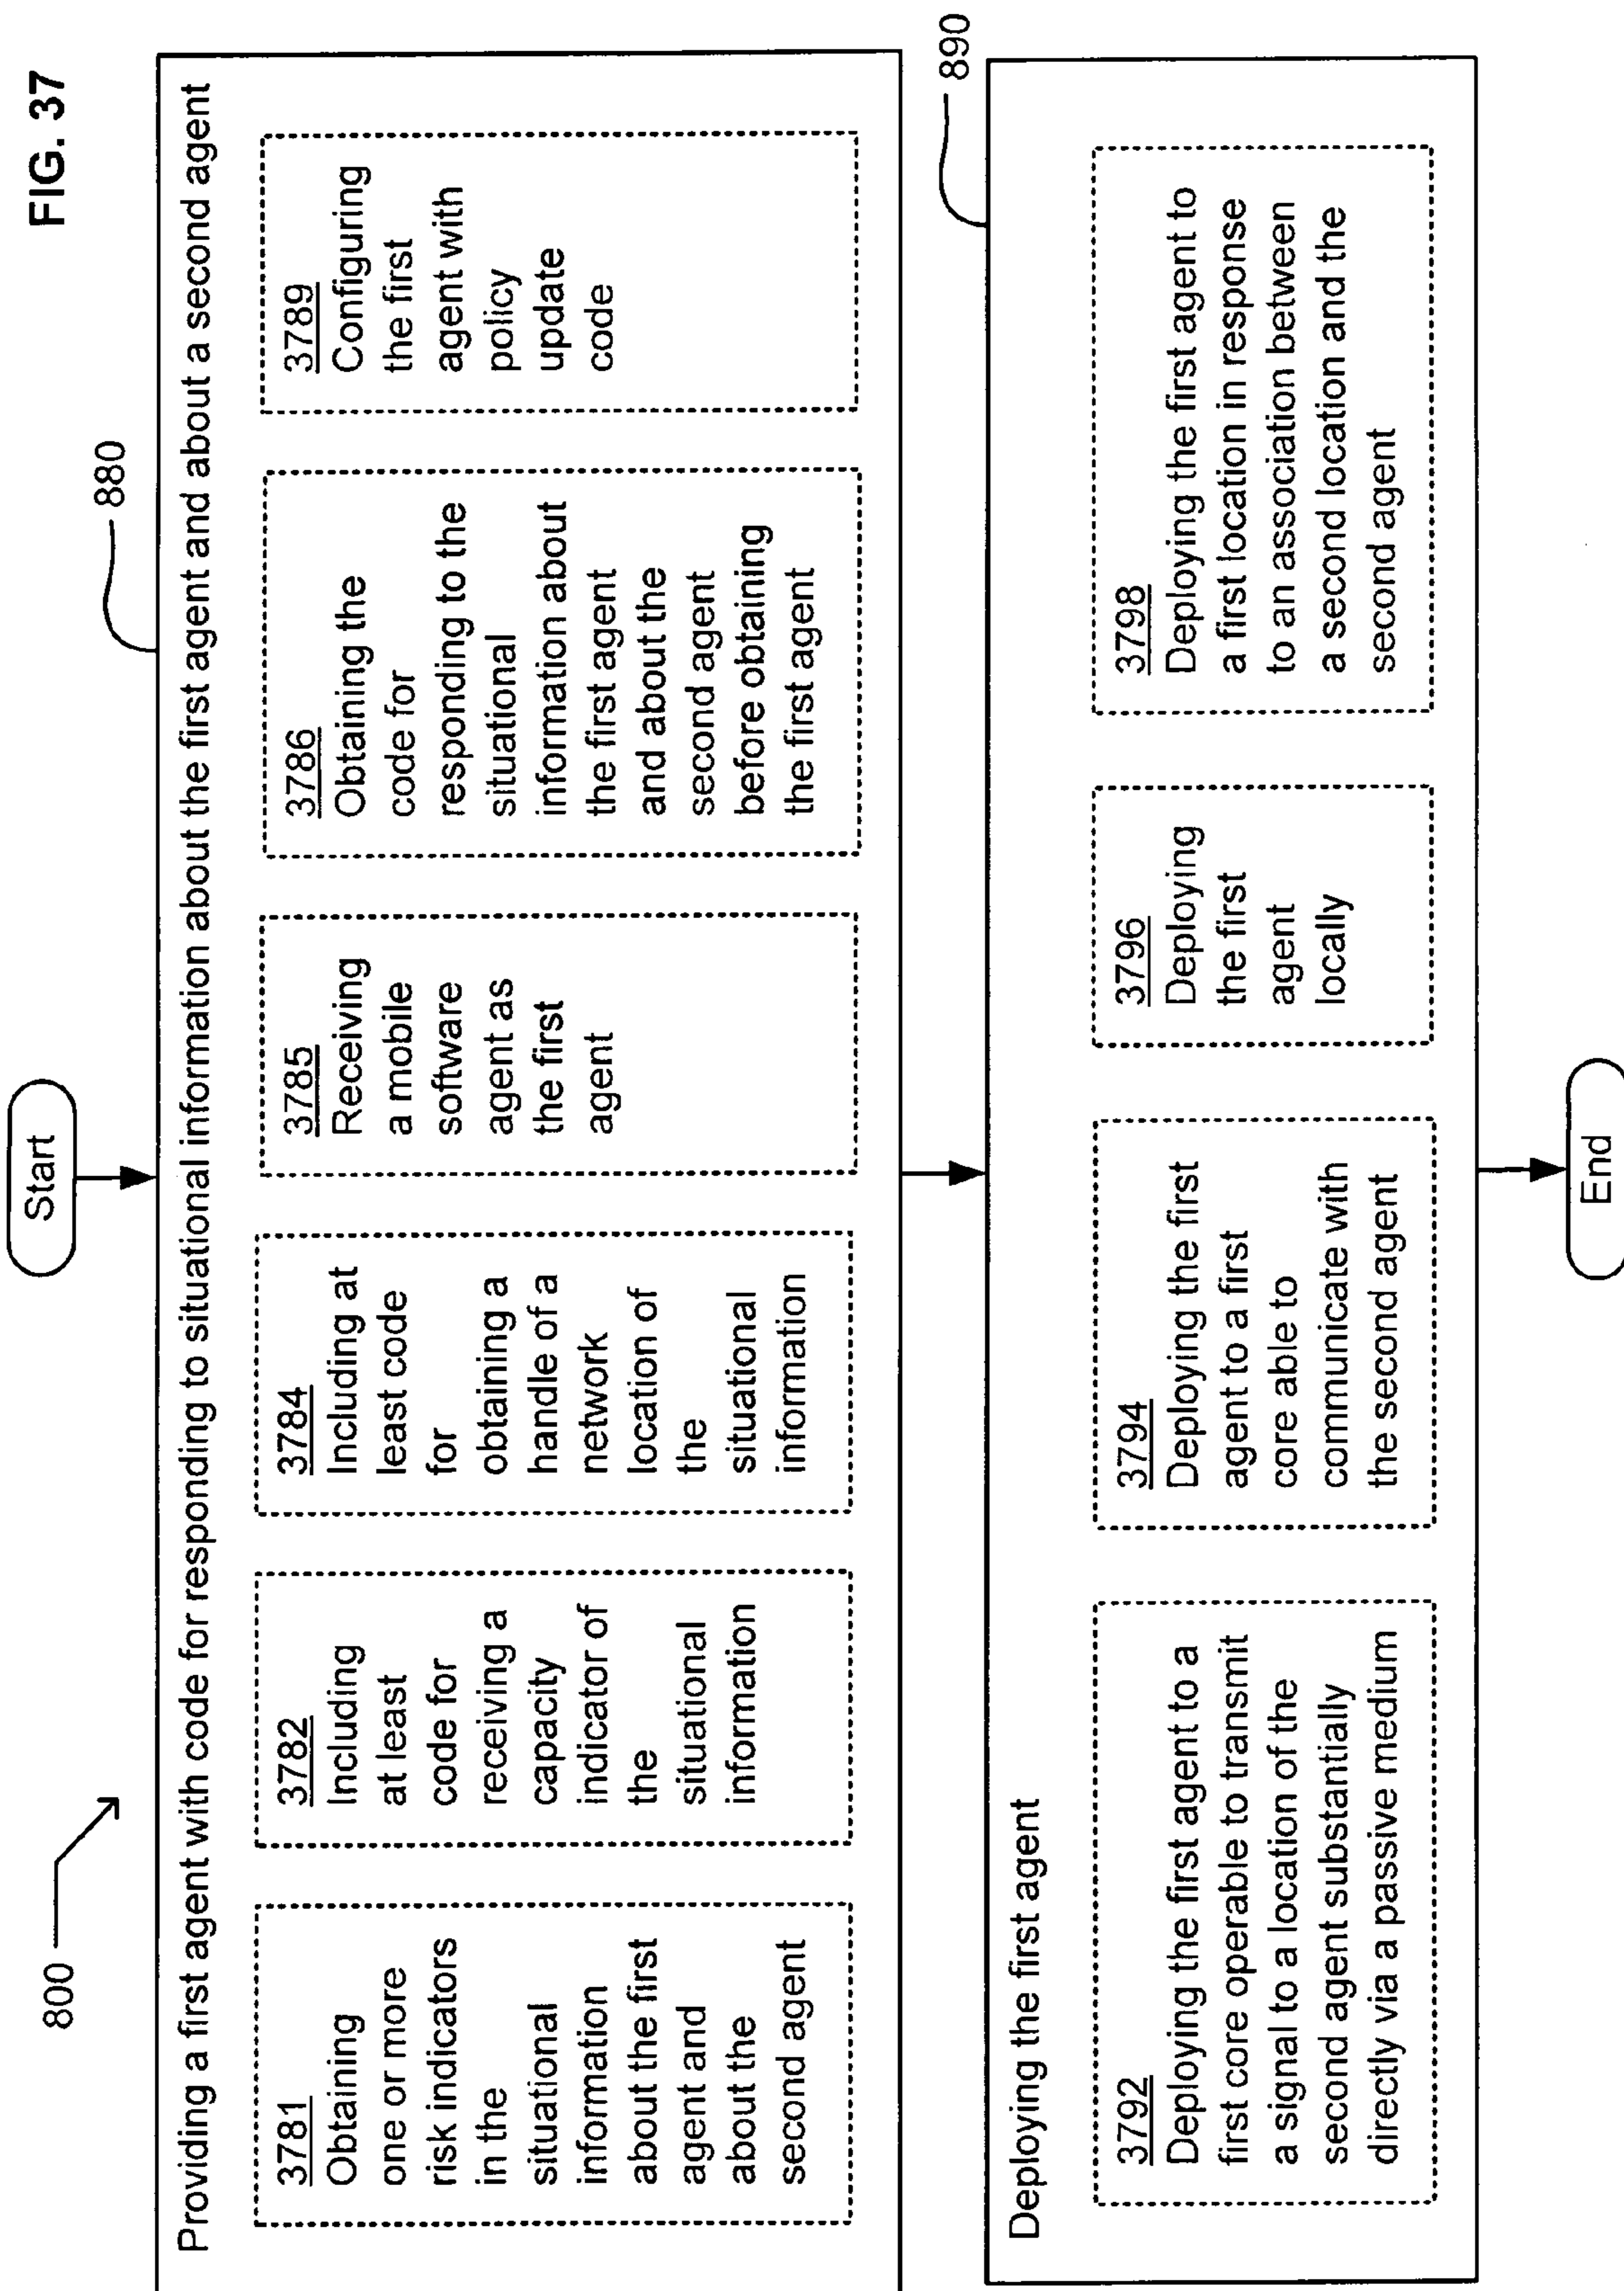 FIG. 37
800
Start
880
Providing a first agent with code for responding to situational information about the first agent and about a second agent
3781
Obtaining
one or more
risk indicators
in the
situational
information
about the first
agent and
about the
second agent
3782
Including
at least
code for
receiving a
capacity
indicator of
the
situational
information
3784
Including at
least code
for
obtaining a
handle of a
network
location of
the
situational
information
3785
Receiving
a mobile
software
agent as
the first
agent
3786
Obtaining the
code for
responding to the
situational
information about
the first agent
and about the
second agent
before obtaining
the first agent
3789
Configuring
the first
agent with
policy
update
code
890
Deploying the first agent
3792
Deploying the first agent to a
first core operable to transmit
a signal to a location of the
second agent substantially
directly via a passive medium
3794
Deploying the first
agent to a first
core able to
communicate with
the second agent
3796
Deploying
the first
agent
locally
3798
Deploying the first agent to
a first location in response
to an association between
a second location and the
second agent
End